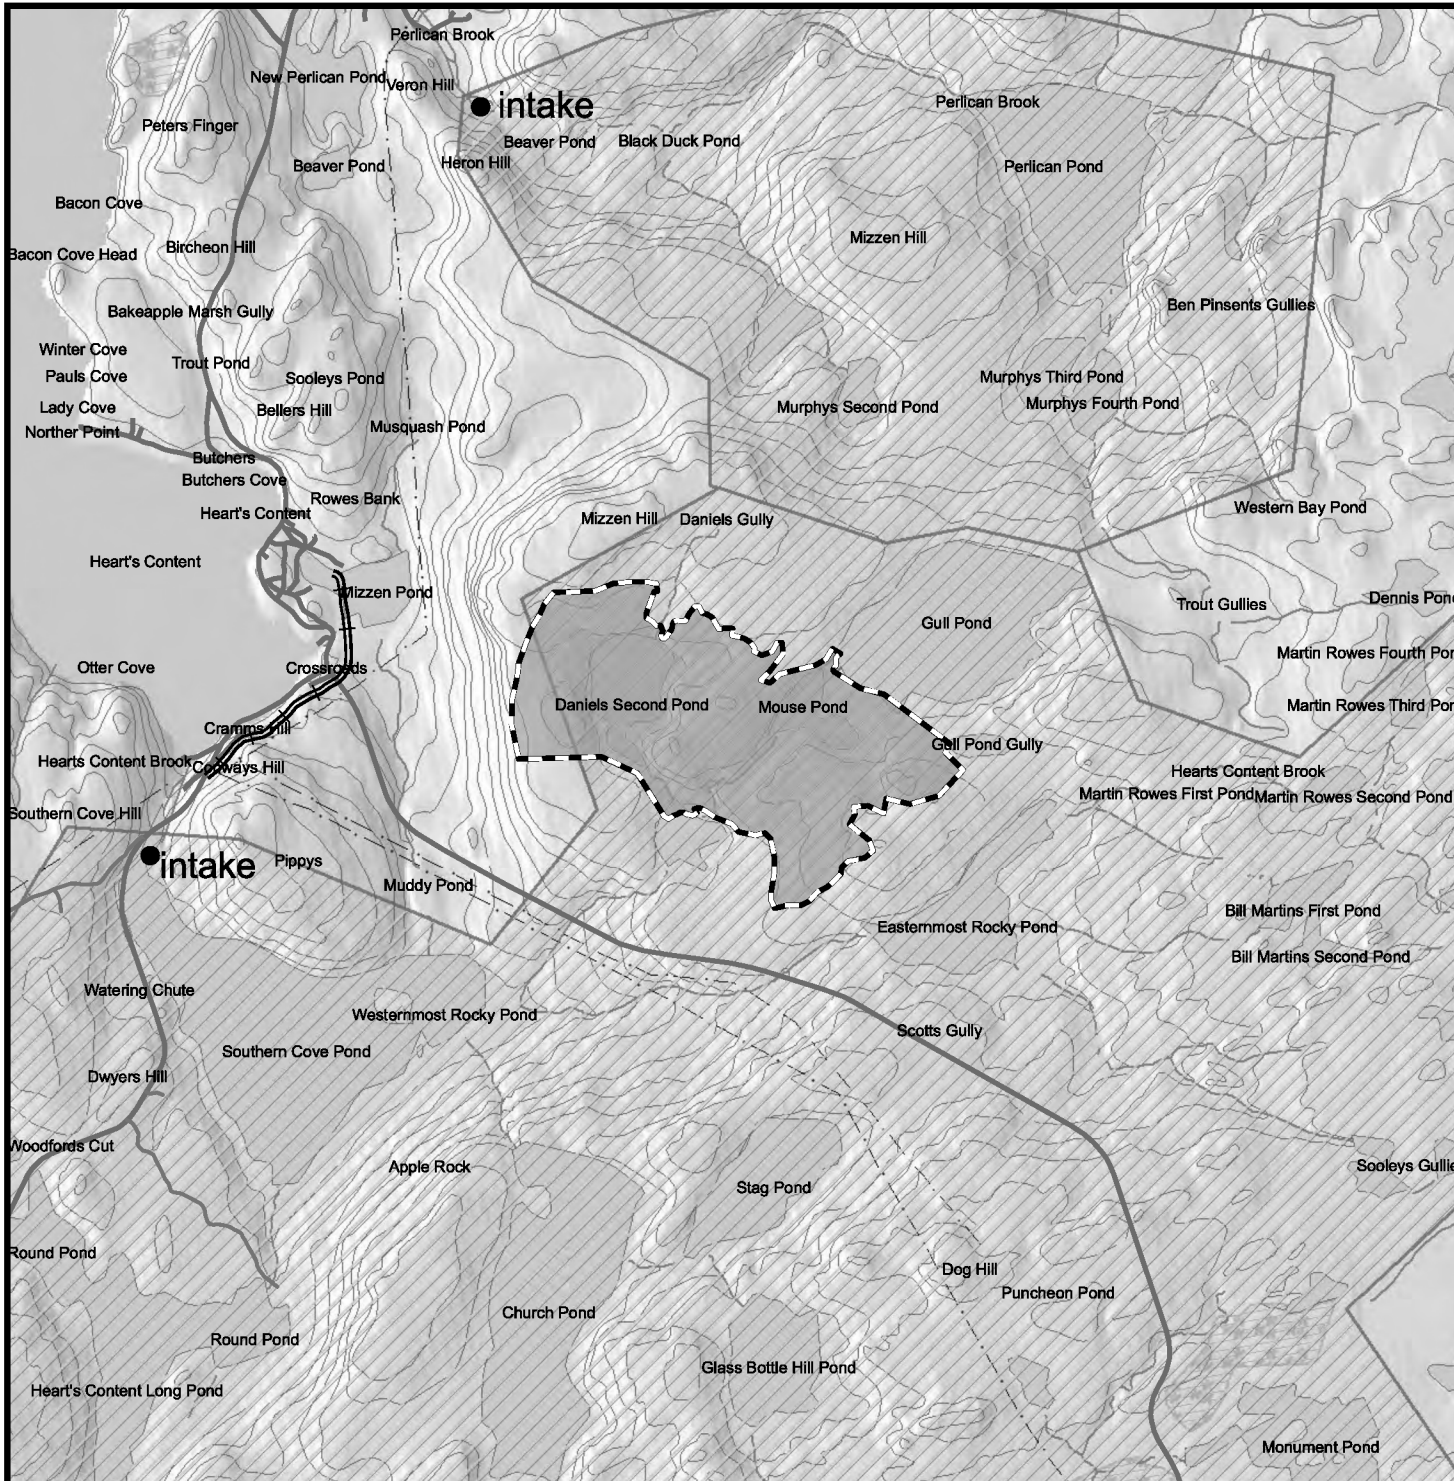 Perlican Brook
New Perlican Pond
Veron Hill
intake
Perlican Brook
Peters Finger
Beaver Pond
Black Duck Pond
Beaver Pond
Heron Hill
Perlican Pond
Bacon Cove
Mizzen Hill
Bircheon Hill
Bacon Cove Head
Bakeapple Marsh Gully
Ben Pinsents Gullies
Winter Cove
Trout Pond
Pauls Cove
Sooleys Pond
Murphys Third Pond
Lady Cove
Bellers Hill
Murphys Second Pond
Murphys Fourth Pond
Norther Point
Musquash Pond
Butchers
Butchers Cove
Rowes Bank
Heart's Content
Mizzen Hill
Daniels Gully
Western Bay Pond
Heart's Content
Mizzen Pond
Trout Gullies
Dennis Pond
Gull Pond
Martin Rowes Fourth Pon
Otter Cove
Crossroads
Daniels Second Pond
Mouse Pond
Martin Rowes Third Pon
Cramms Hill
Gull Pond Gully
Hearts Content Brook
Conways Hill
Hearts Content Brook
Martin Rowes First Pond
Martin Rowes Second Pond
Southern Cove Hill
intake
Pippys
Muddy Pond
Bill Martins First Pond
Easternmost Rocky Pond
Bill Martins Second Pond
Watering Chute
Westernmost Rocky Pond
Scotts Gully
Southern Cove Pond
Dwyers Hill
Woodfords Cut
Apple Rock
Stag Pond
Sooleys Gullie
Round Pond
Dog Hill
Puncheon Pond
Church Pond
Round Pond
Glass Bottle Hill Pond
Heart's Content Long Pond
Monument Pond